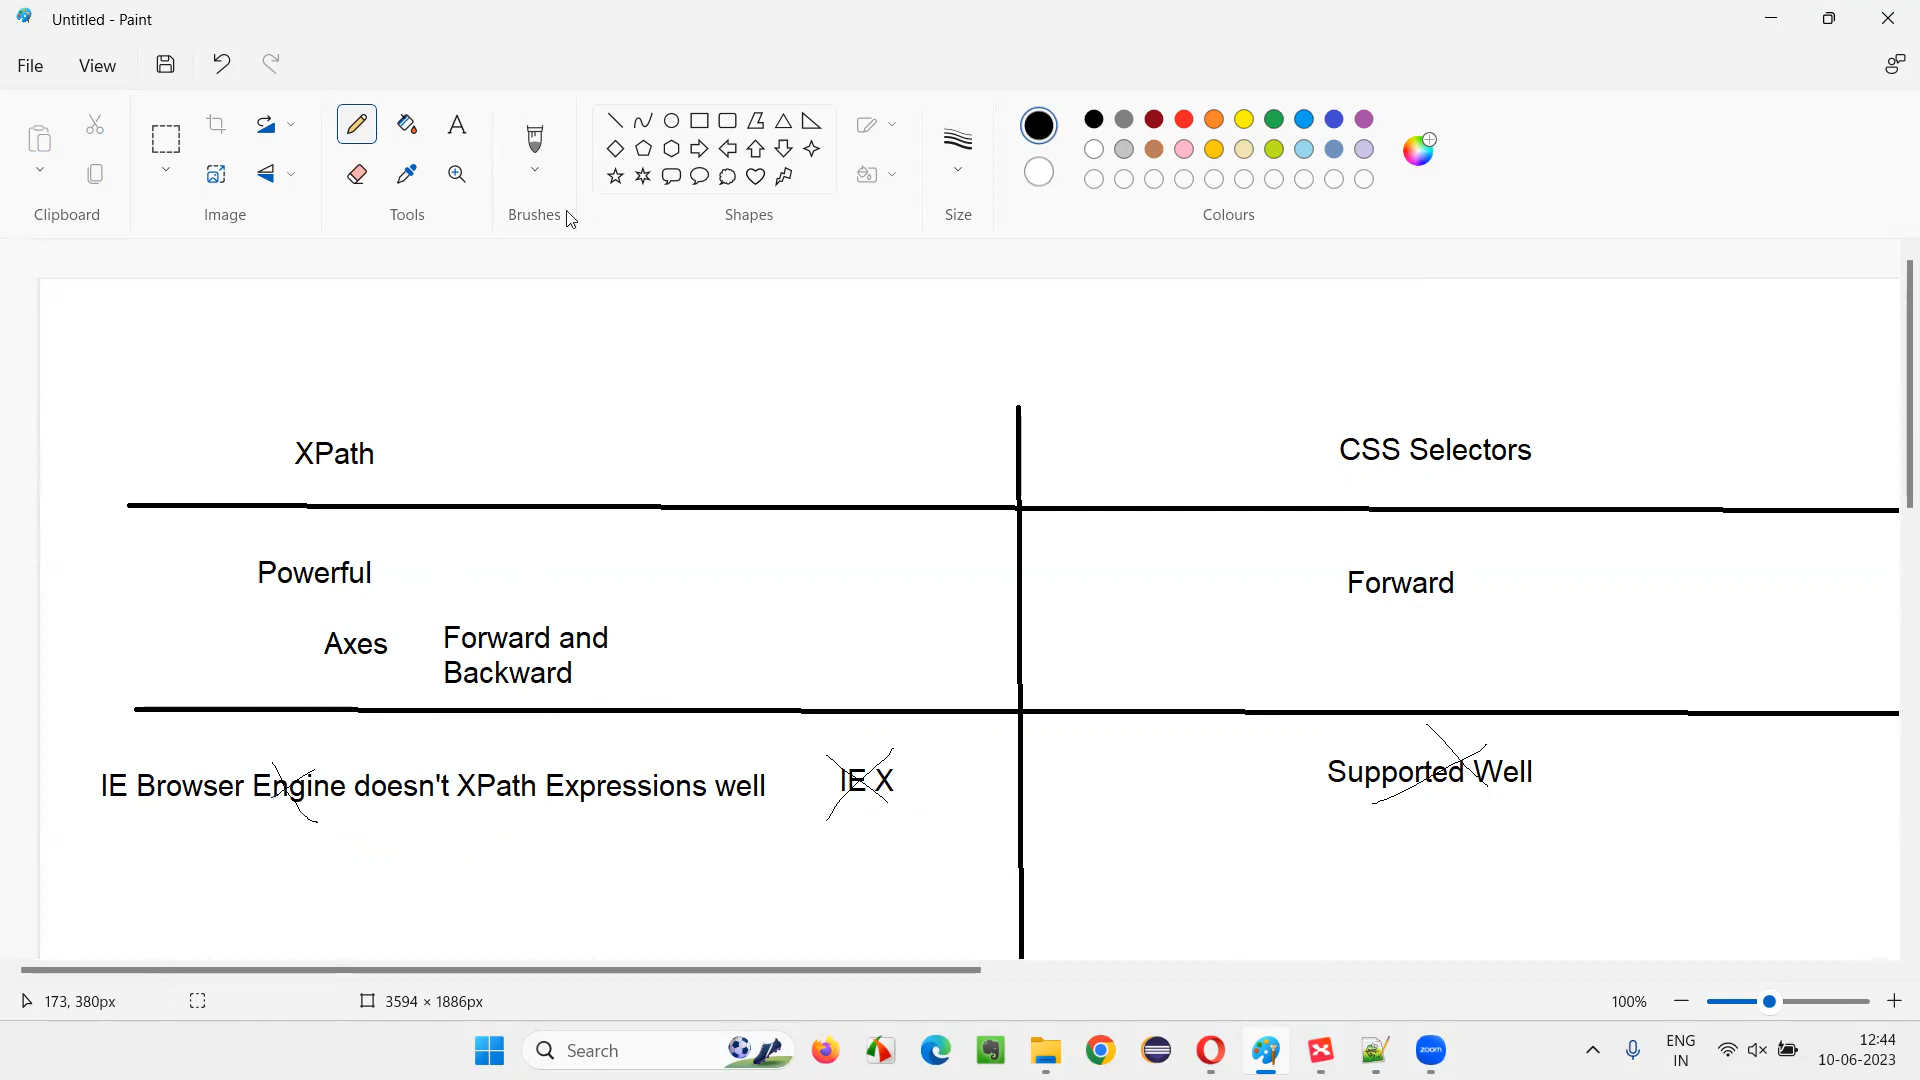 Untitled - Paint
File View
Clipboard Image Tools Brushes Shapes Size Colours
XPath CSS Selectors
Powerful Forward
Axes Forward and
Backward
IE Browser Engine doesn't XPath Expressions well IE X Supported Well
173, 380px 3594 × 1886px 100%
Search zoom ENG 12:44
IN 10-06-2023